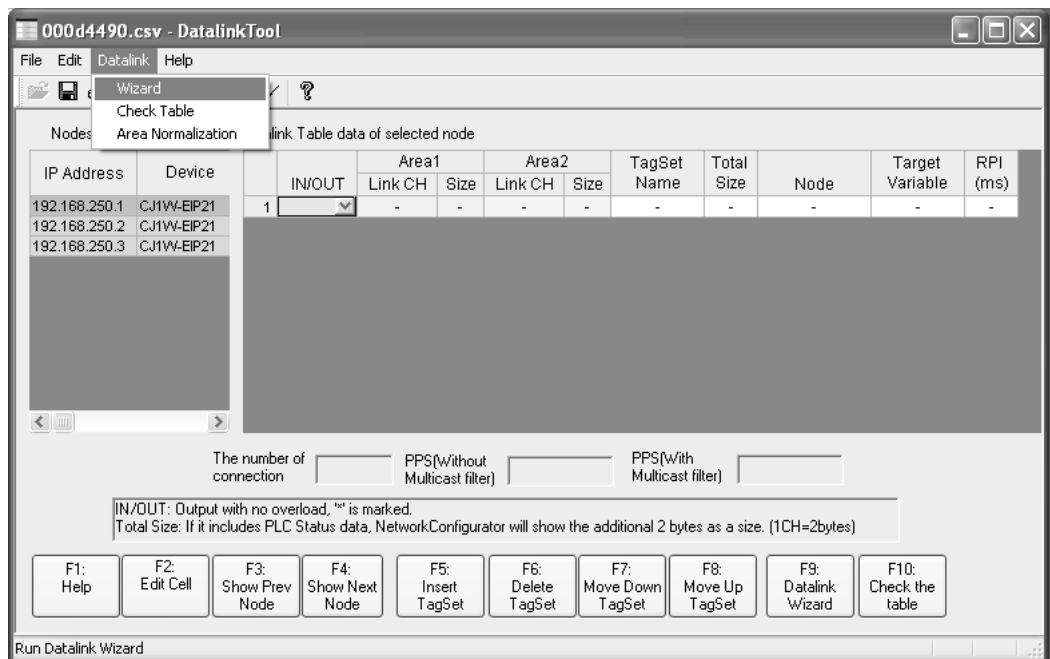 000d4490.csv - DatalinkTool
File Edit Datalink Help
Wizard
Check Table
Area Normalization
Nodes
link Table data of selected node
IP Address Device
IN/OUT Area1 Link CH Size Area2 Link CH Size TagSet Name Total Size Node Target Variable RPI (ms)
192.168.250.1 CJ1W-EIP21 1 - - - - - - - - -
192.168.250.2 CJ1W-EIP21
192.168.250.3 CJ1W-EIP21
The number of connection
PPS(Without Multicast filter)
PPS(With Multicast filter)
IN/OUT: Output with no overload, '*' is marked.
Total Size: If it includes PLC Status data, NetworkConfigurator will show the additional 2 bytes as a size. (1CH=2bytes)
F1: Help
F2: Edit Cell
F3: Show Prev Node
F4: Show Next Node
F5: Insert TagSet
F6: Delete TagSet
F7: Move Down TagSet
F8: Move Up TagSet
F9: Datalink Wizard
F10: Check the table
Run Datalink Wizard